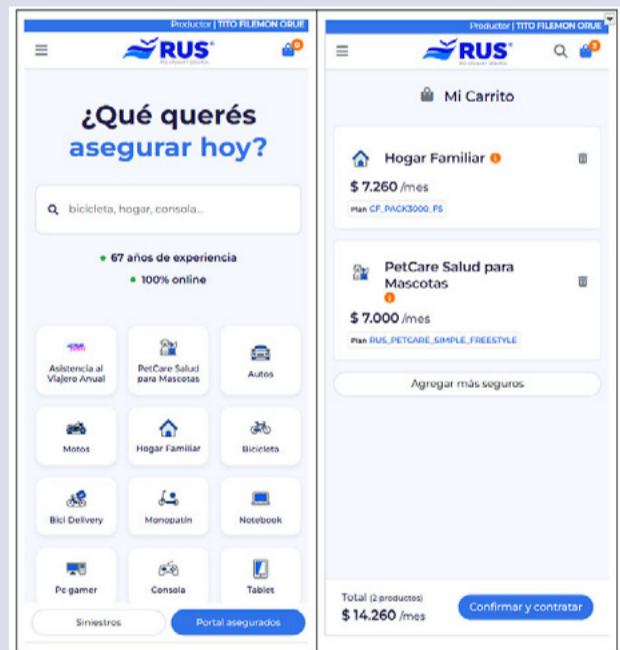 Productor | TITO FILEMON ORUE
RUS
0
¿Qué querés
asegurar hoy?
bicicleta, hogar, consola...
67 años de experiencia
100% online
Asistencia al
Viajero Anual
PetCare Salud
para Mascotas
Autos
Motos
Hogar Familiar
Bicicleta
Bici Delivery
Monopatín
Notebook
Pc gamer
Consola
Tablet
Siniestros
Portal asegurados
Productor | TITO FILEMON ORUE
RUS
Mi Carrito
Hogar Familiar
$ 7.260 /mes
Plan CF_PACK3000_FS
PetCare Salud para
Mascotas
$ 7.000 /mes
Plan RUS_PETCARE_SIMPLE_FREESTYLE
Agregar más seguros
Total (2 productos)
$ 14.260 /mes
Confirmar y contratar